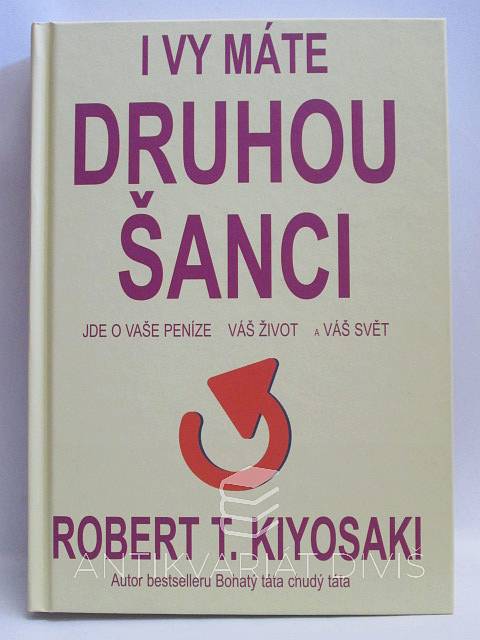 I VY MÁTE
DRUHOU
ŠANCI
JDE O VAŠE PENÍZE VÁŠ ŽIVOT A VÁŠ SVĚT
ROBERT T. KIYOSAKI
ANTIKVARIÁT DIVIŠ
Autor bestselleru Bohatý táta chudý táta